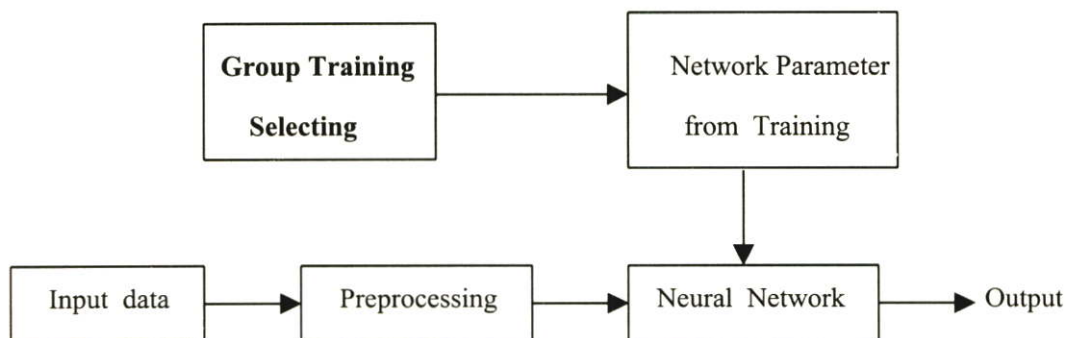 Group Training
Selecting
Network Parameter
from Training
Input data
Preprocessing
Neural Network
Output